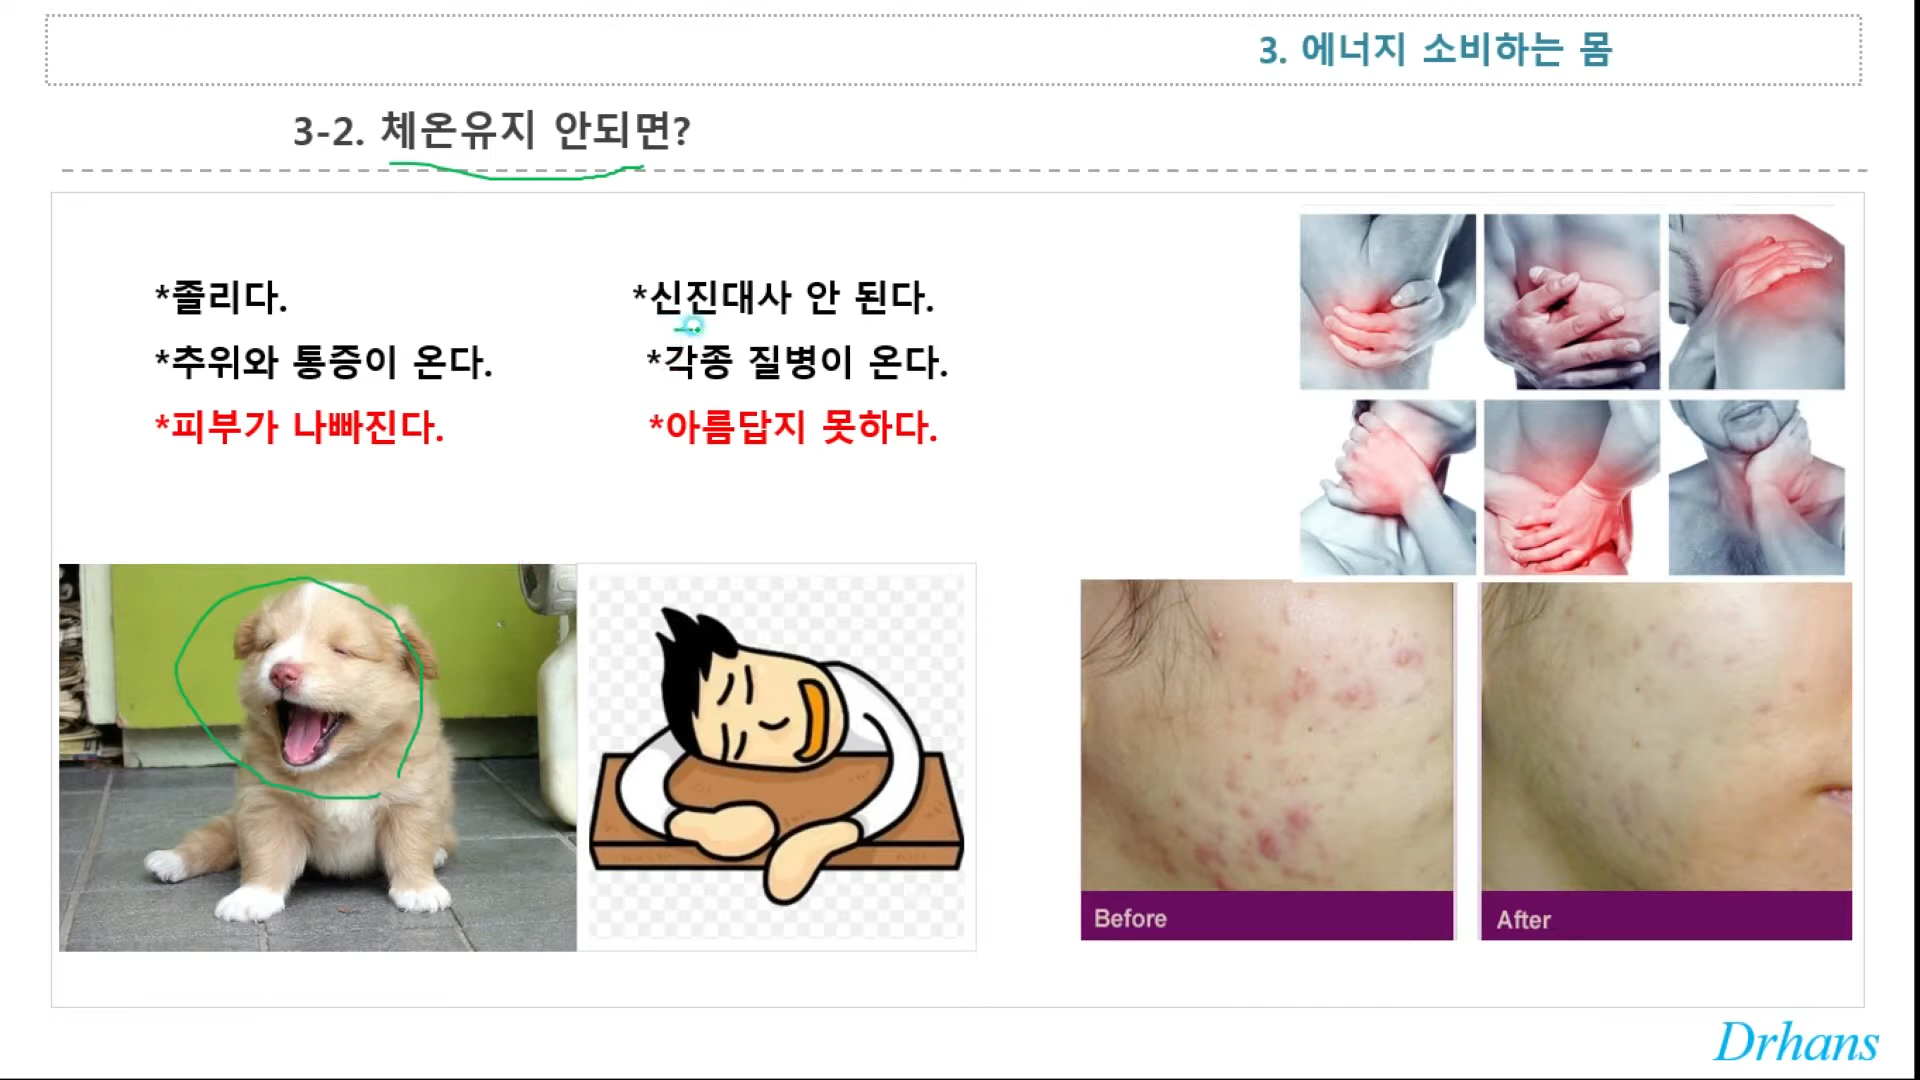 3. 에너지 소비하는 몸
3-2. 체온유지 안되면?
*졸리다.
*신진대사 안 된다.
*추위와 통증이 온다.
*각종 질병이 온다.
*피부가 나빠진다.
*아름답지 못하다.
Before
After
Drhans